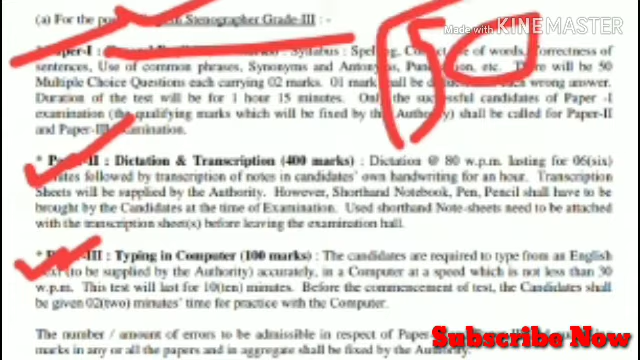 (a) For the post English Stenographer Grade-III : -
Made with KINEMASTER
50
Paper-I : Syllabus : Spelling, Correct use of words, Correctness of
sentences, Use of common phrases, Synonyms and Antonyms, Punctuation, etc. There will be 50
Multiple Choice Questions each carrying 02 marks. 01 mark shall be each wrong answer.
Duration of the test will be for 1 hour 15 minutes. Only the successful candidates of Paper -I
examination (the qualifying marks which will be fixed by the Authority) shall be called for Paper-II
and Paper-III examination.
* Paper-II : Dictation & Transcription (400 marks) : Dictation @ 80 w.p.m. lasting for 06(six)
minutes followed by transcription of notes in candidates' own handwriting for an hour. Transcription
Sheets will be supplied by the Authority. However, Shorthand Notebook, Pen, Pencil shall have to be
brought by the Candidates at the time of Examination. Used shorthand Note-sheets need to be attached
with the transcription sheet(s) before leaving the examination hall.
* Paper-III : Typing in Computer (100 marks) : The candidates are required to type from an English
text (to be supplied by the Authority) accurately, in a Computer at a speed which is not less than 30
w.p.m. This test will last for 10(ten) minutes. Before the commencement of test, the Candidates shall
be given 02(two) minutes' time for practice with the Computer.
The number / amount of errors to be admissible in respect of
marks in any or all the papers and in aggregate shall be fixed by the Authority.
Subscribe Now